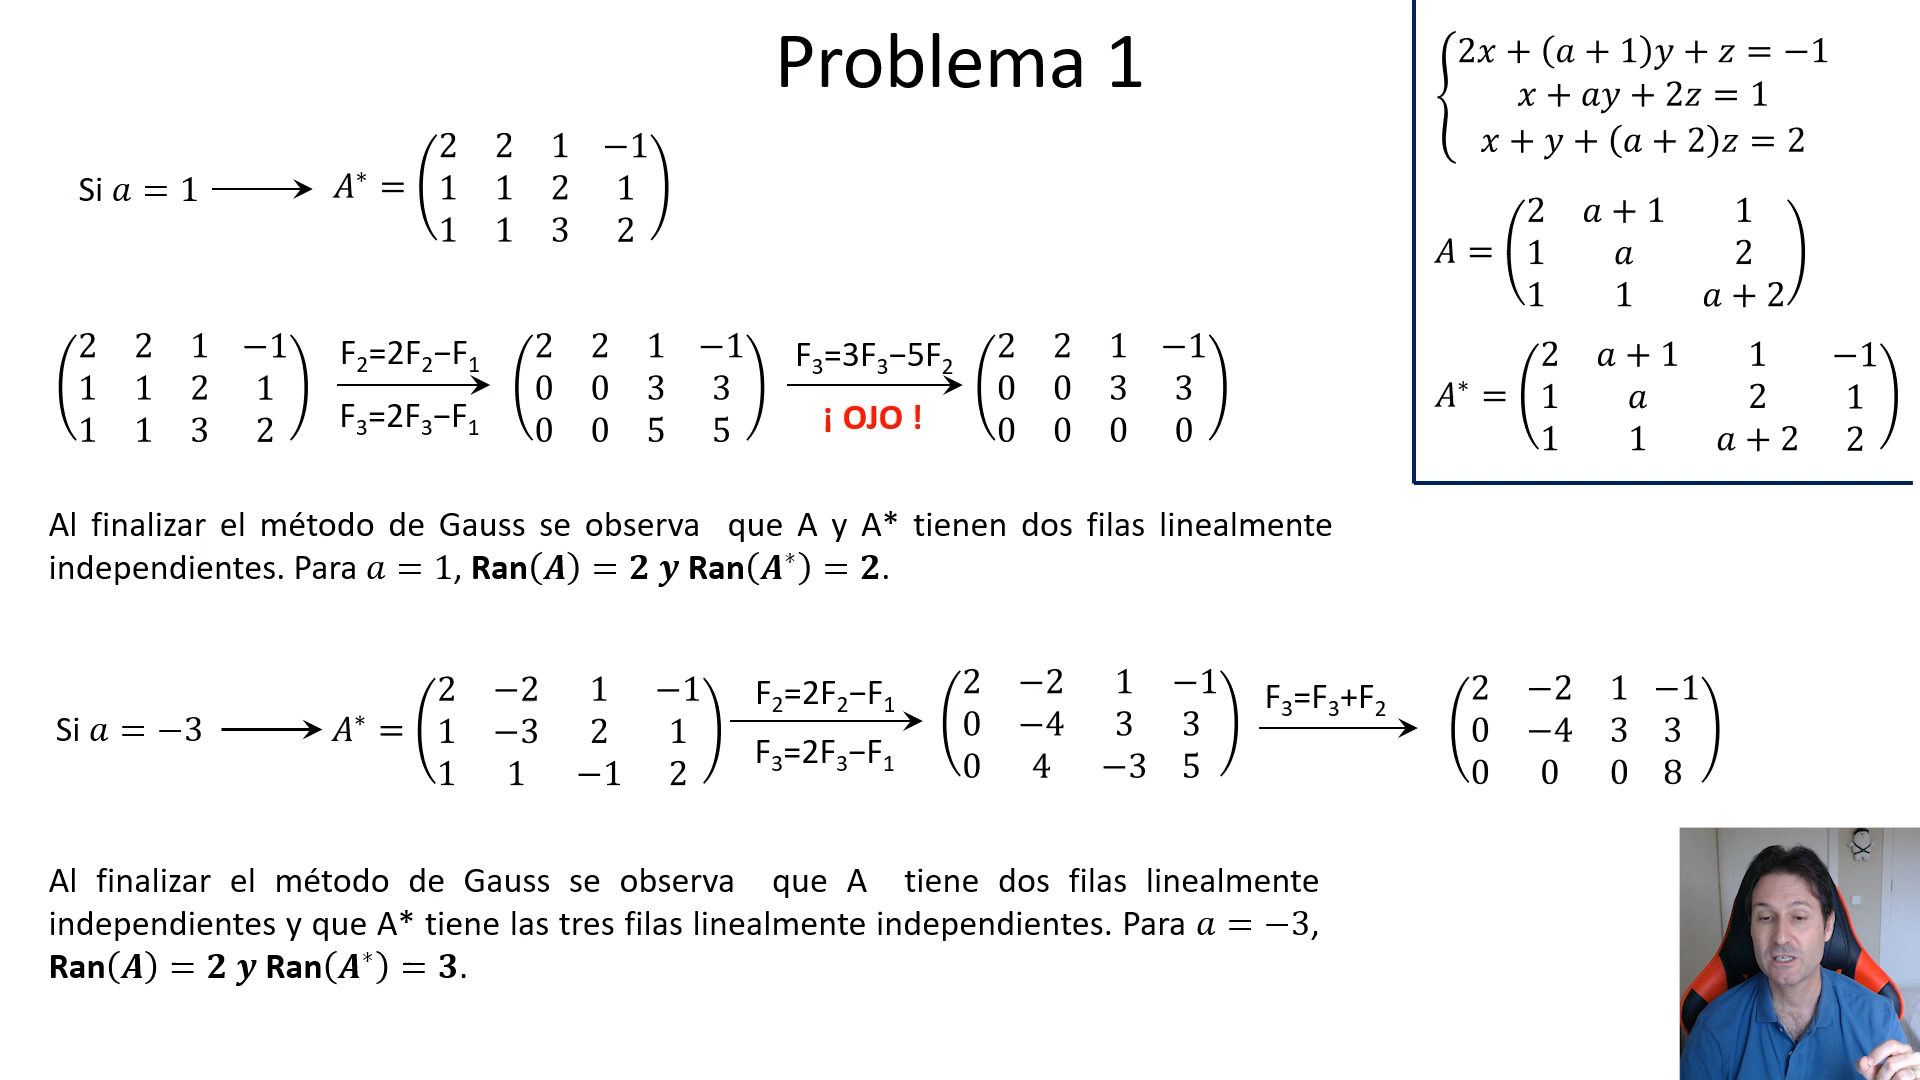 Problema 1
2x + (a + 1)y + z = −1
x + ay + 2z = 1
x + y + (a + 2)z = 2
A =
2 a + 1 1
1 a 2
1 1 a + 2
A* =
2 a + 1 1 −1
1 a 2 1
1 1 a + 2 2
Si a = 1 ⟶ A* =
2 2 1 −1
1 1 2 1
1 1 3 2
2 2 1 −1
1 1 2 1
1 1 3 2
F₂=2F₂−F₁
F₃=2F₃−F₁
2 2 1 −1
0 0 3 3
0 0 5 5
F₃=3F₃−5F₂
¡ OJO !
2 2 1 −1
0 0 3 3
0 0 0 0
Al finalizar el método de Gauss se observa que A y A* tienen dos filas linealmente
independientes. Para a = 1, Ran(A) = 2 y Ran(A*) = 2.
Si a = −3 ⟶ A* =
2 −2 1 −1
1 −3 2 1
1 1 −1 2
F₂=2F₂−F₁
F₃=2F₃−F₁
2 −2 1 −1
0 −4 3 3
0 4 −3 5
F₃=F₃+F₂
2 −2 1 −1
0 −4 3 3
0 0 0 8
Al finalizar el método de Gauss se observa que A tiene dos filas linealmente
independientes y que A* tiene las tres filas linealmente independientes. Para a = −3,
Ran(A) = 2 y Ran(A*) = 3.